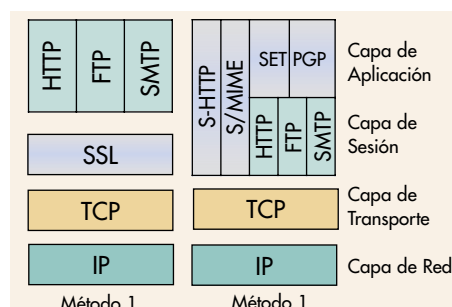 HTTP
FTP
SMTP
SSL
TCP
IP
Método 1
S-HTTP
S/MIME
SET
PGP
HTTP
FTP
SMTP
TCP
IP
Método 1
Capa de
Aplicación
Capa de
Sesión
Capa de
Transporte
Capa de Red